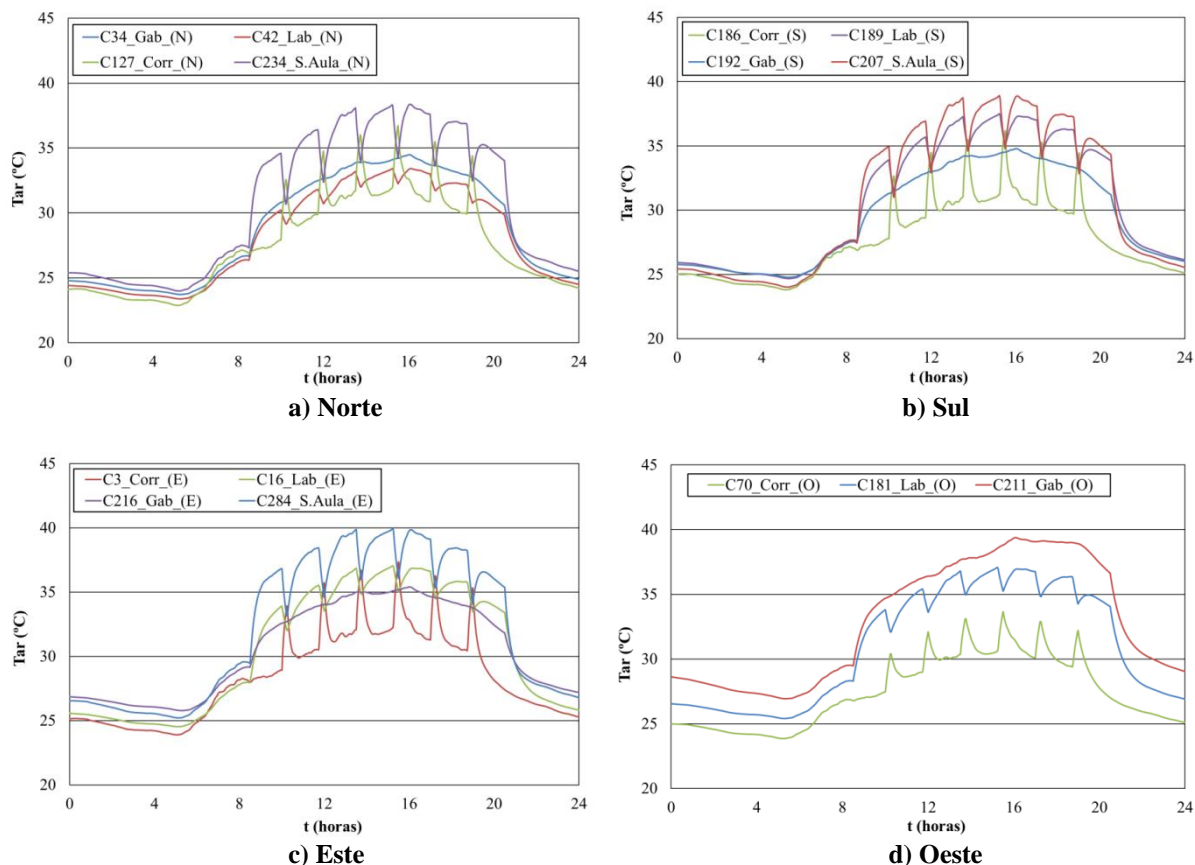 45
40
35
30
25
20
Tar (ºC)
C34_Gab_(N) C42_Lab_(N)
C127_Corr_(N) C234_S.Aula_(N)
0 4 8 12 16 20 24
t (horas)
a) Norte
45
40
35
30
25
20
Tar (ºC)
C186_Corr_(S) C189_Lab_(S)
C192_Gab_(S) C207_S.Aula_(S)
0 4 8 12 16 20 24
t (horas)
b) Sul
45
40
35
30
25
20
Tar (ºC)
C3_Corr_(E) C16_Lab_(E)
C216_Gab_(E) C284_S.Aula_(E)
0 4 8 12 16 20 24
t (horas)
c) Este
45
40
35
30
25
20
Tar (ºC)
C70_Corr_(O) C181_Lab_(O) C211_Gab_(O)
0 4 8 12 16 20 24
t (horas)
d) Oeste